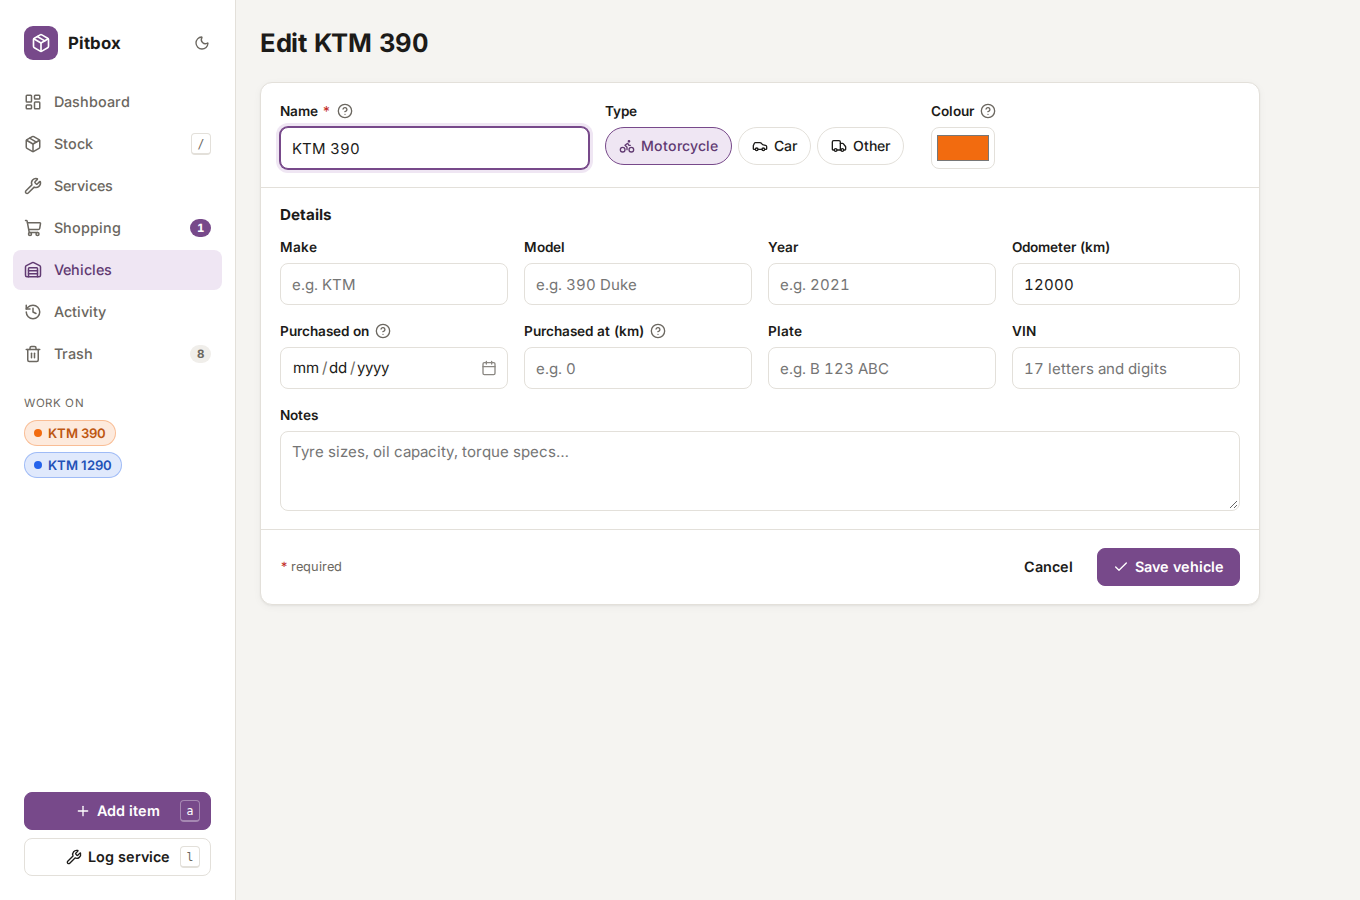 Pitbox
Dashboard
Stock /
Services
Shopping 1
Vehicles
Activity
Trash 8
WORK ON
KTM 390
KTM 1290
Add item a
Log service l
Edit KTM 390
Name * Type Colour
KTM 390 Motorcycle Car Other
Details
Make Model Year Odometer (km)
e.g. KTM e.g. 390 Duke e.g. 2021 12000
Purchased on Purchased at (km) Plate VIN
mm/dd/yyyy e.g. 0 e.g. B 123 ABC 17 letters and digits
Notes
Tyre sizes, oil capacity, torque specs...
* required Cancel Save vehicle